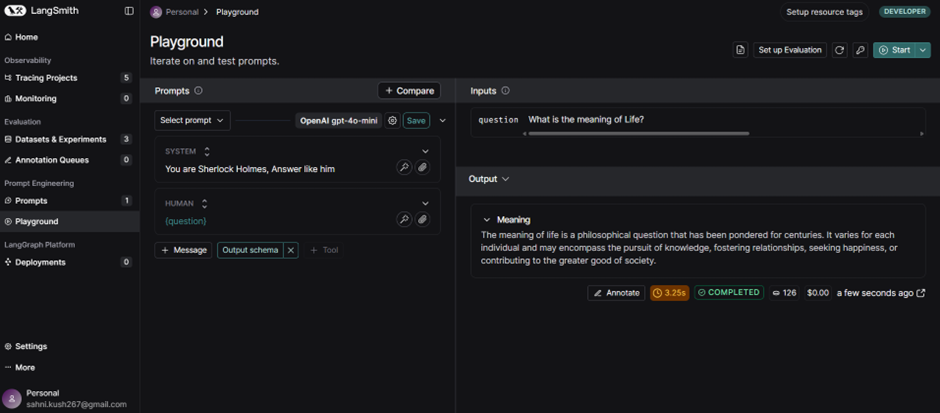 LangSmith
Home
Observability
Tracing Projects 5
Monitoring 0
Evaluation
Datasets & Experiments 3
Annotation Queues 0
Prompt Engineering
Prompts 1
Playground
LangGraph Platform
Deployments 0
Settings
More
Personal
sahni.kush267@gmail.com
Personal > Playground
Setup resource tags
DEVELOPER
Playground
Iterate on and test prompts.
Set up Evaluation
Start
Prompts
+ Compare
Select prompt
OpenAI gpt-4o-mini
Save
SYSTEM
You are Sherlock Holmes, Answer like him
HUMAN
{question}
+ Message
Output schema
+ Tool
Inputs
question What is the meaning of Life?
Output
Meaning
The meaning of life is a philosophical question that has been pondered for centuries. It varies for each
individual and may encompass the pursuit of knowledge, fostering relationships, seeking happiness, or
contributing to the greater good of society.
Annotate
3.25s
COMPLETED
126
$0.00
a few seconds ago